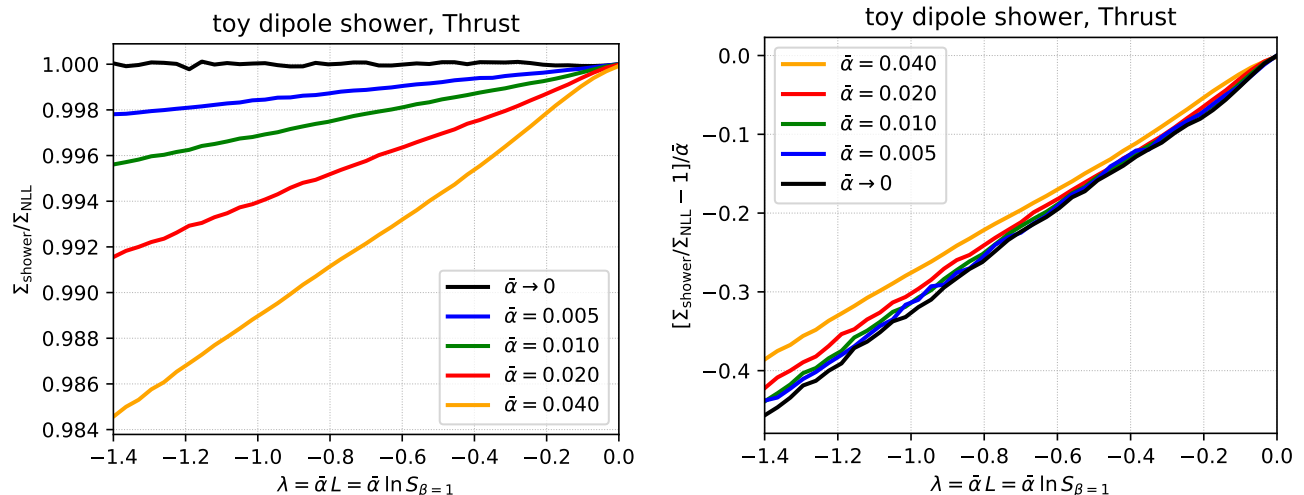 toy dipole shower, Thrust
1.000
0.998
0.996
0.994
0.992
0.990
0.988
0.986
0.984
Σshower/ΣNLL
ᾱ → 0
ᾱ = 0.005
ᾱ = 0.010
ᾱ = 0.020
ᾱ = 0.040
−1.4 −1.2 −1.0 −0.8 −0.6 −0.4 −0.2 0.0
λ = ᾱ L = ᾱ ln Sβ=1
toy dipole shower, Thrust
0.0
−0.1
−0.2
−0.3
−0.4
[Σshower/ΣNLL − 1]/ᾱ
ᾱ = 0.040
ᾱ = 0.020
ᾱ = 0.010
ᾱ = 0.005
ᾱ → 0
−1.4 −1.2 −1.0 −0.8 −0.6 −0.4 −0.2 0.0
λ = ᾱ L = ᾱ ln Sβ=1